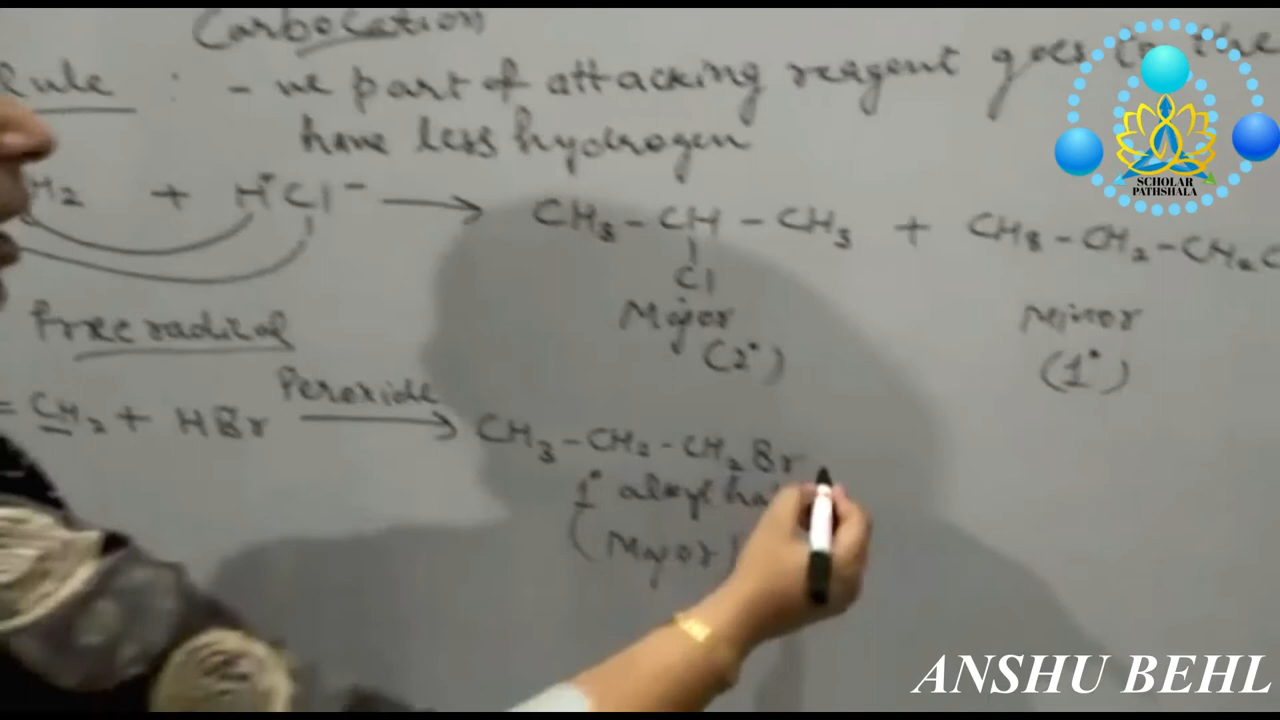 Carbocation
Rule : - ve part of attacking reagent goes to the
have less hydrogen
H2 + H+Cl- → CH3 - CH - CH3 + CH3 - CH2 - CH2C
Cl
Major
(2°)
Minor
(1°)
Free radical
= CH2 + HBr Peroxide → CH3 - CH2 - CH2Br
1° alkyl ha
(Major)
SCHOLAR
PATHSHALA
ANSHU BEHL